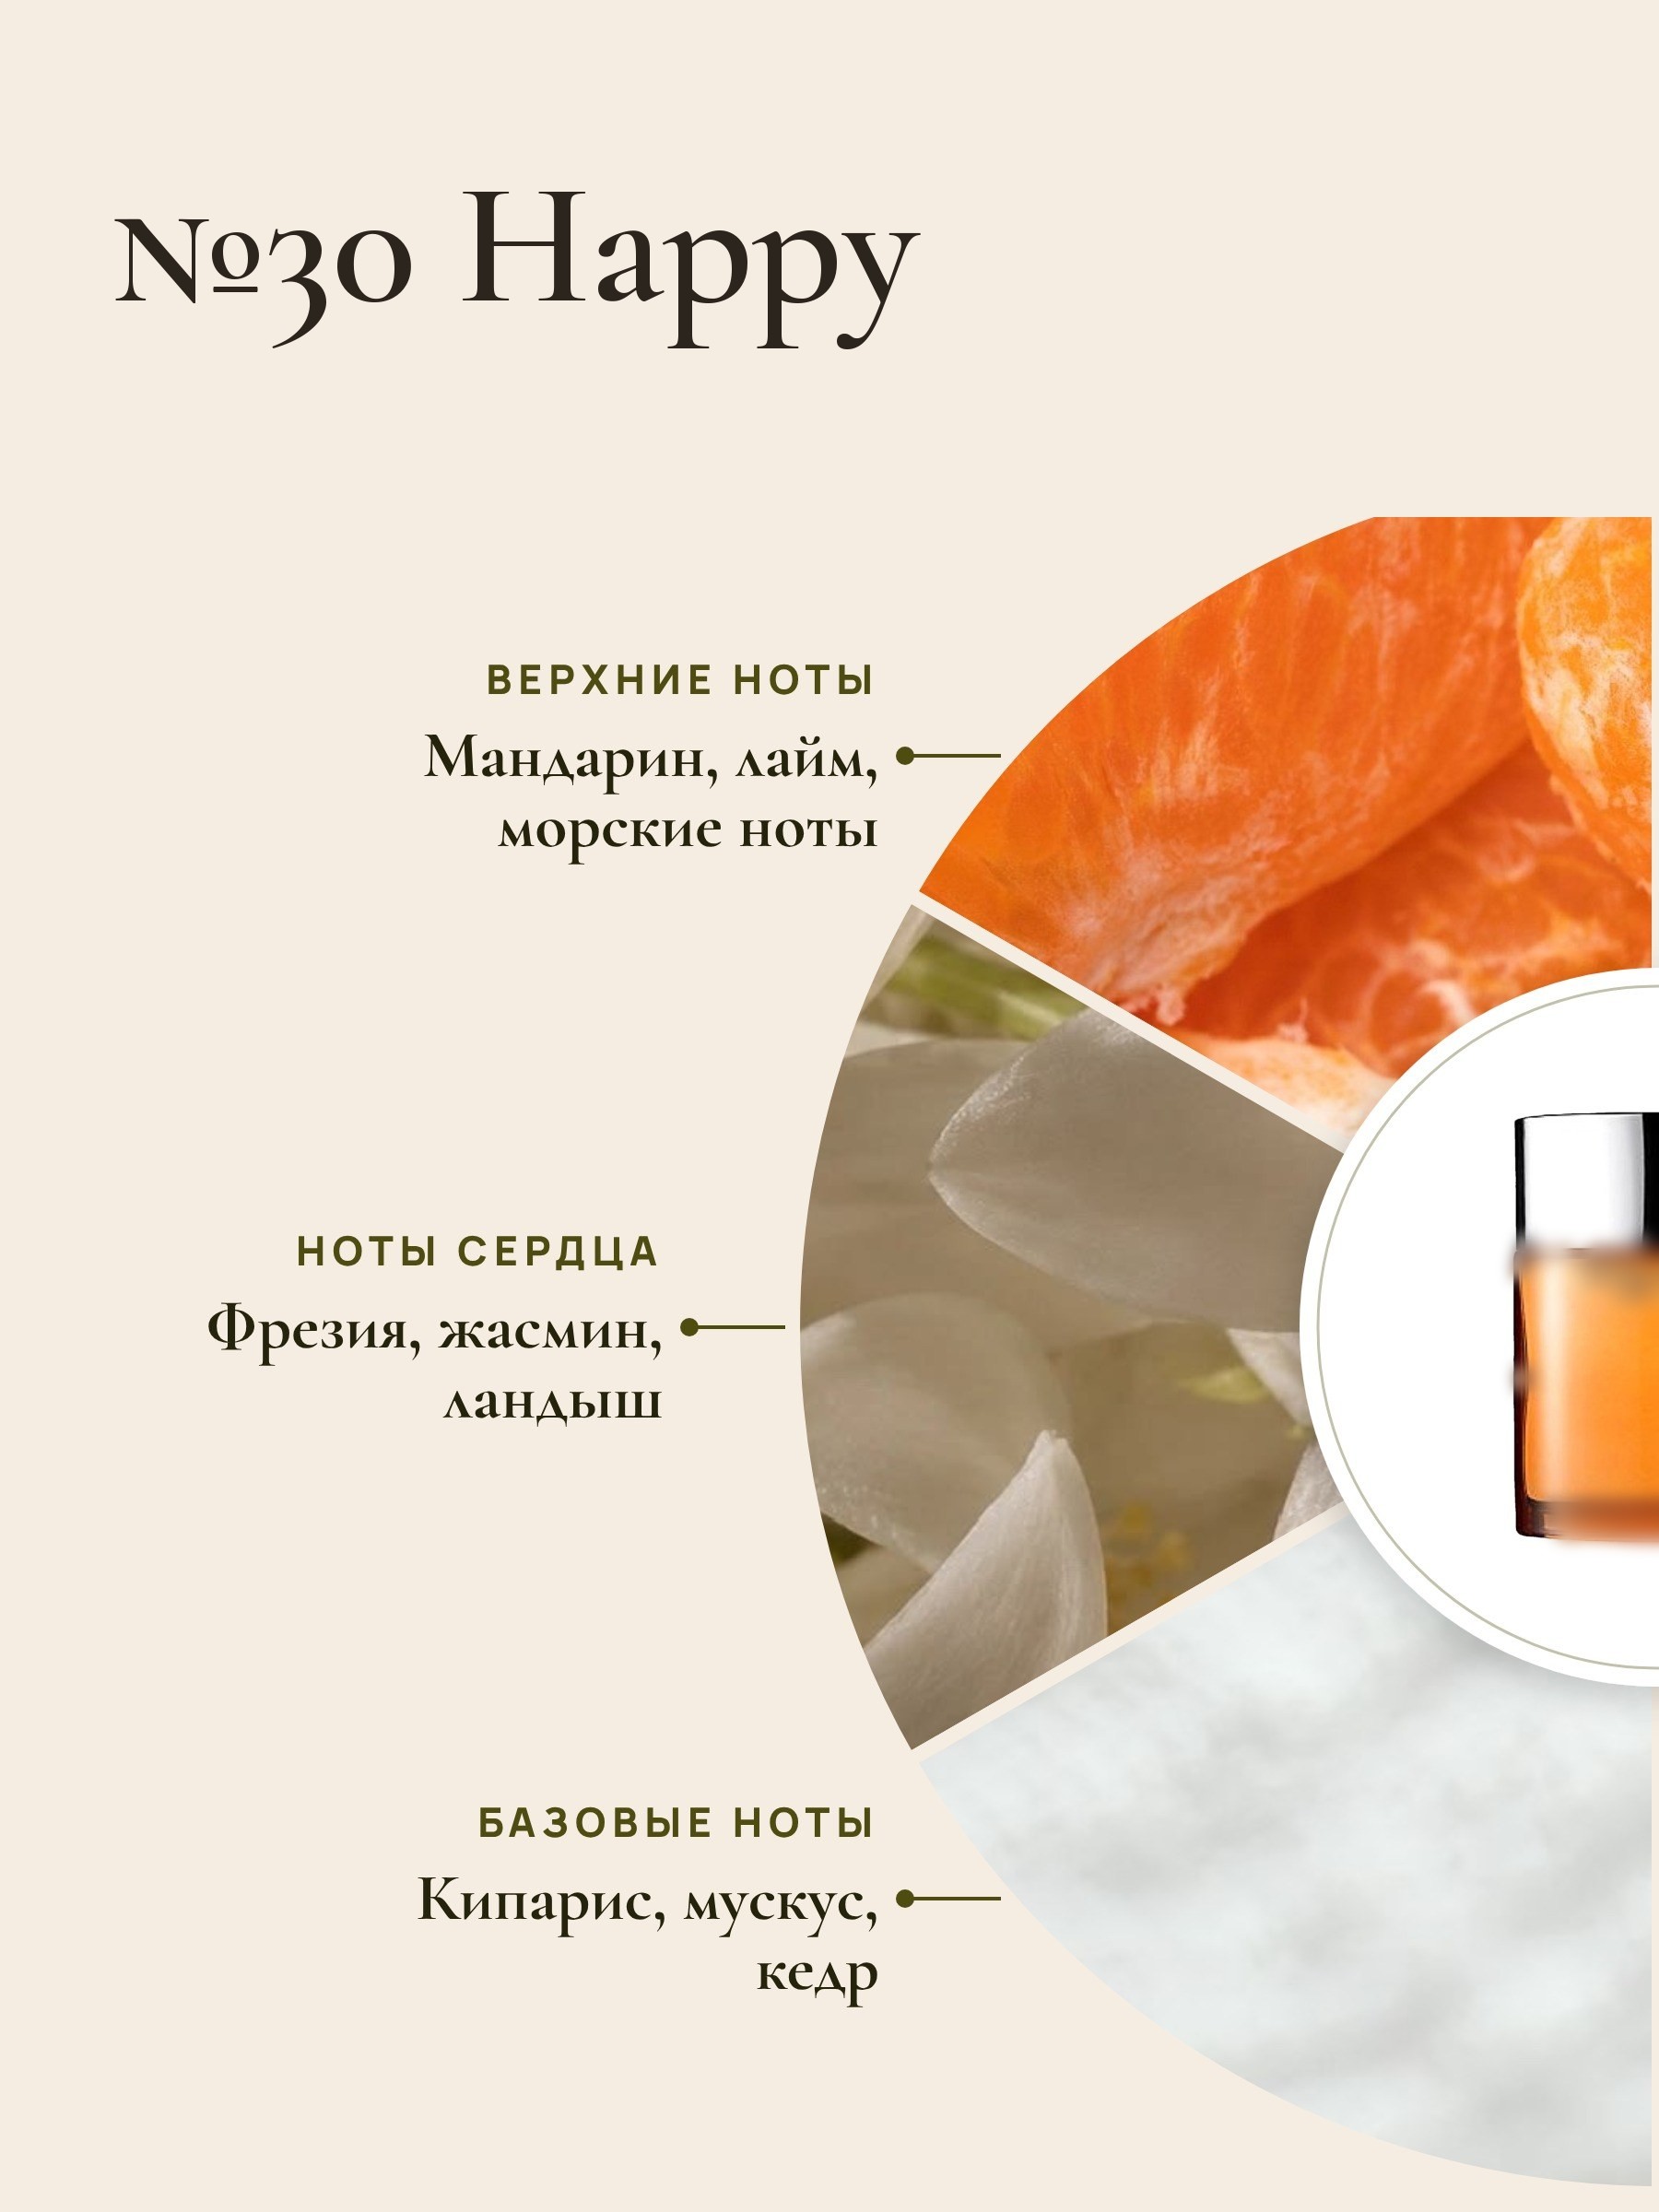 №30 Happy
ВЕРХНИЕ НОТЫ
Мандарин, лайм,
морские ноты
НОТЫ СЕРДЦА
Фрезия, жасмин,
ландыш
БАЗОВЫЕ НОТЫ
Кипарис, мускус,
кедр